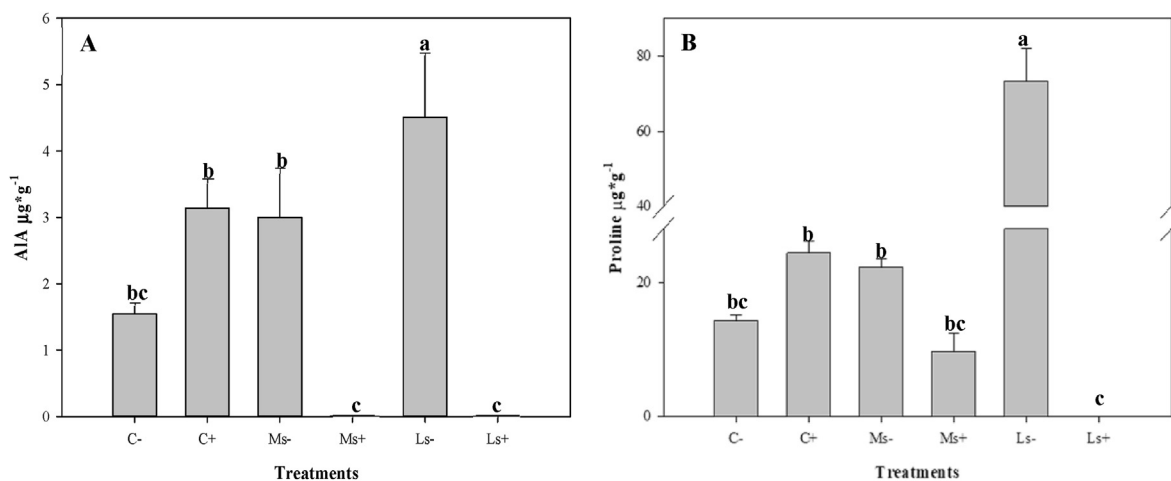 A
AIA µg*g-1
6
5
4
3
2
1
0
bc
b
b
c
a
c
C-
C+
Ms-
Ms+
Ls-
Ls+
Treatments
B
Proline µg*g-1
80
60
40
20
0
bc
b
b
bc
a
c
C-
C+
Ms-
Ms+
Ls-
Ls+
Treatments